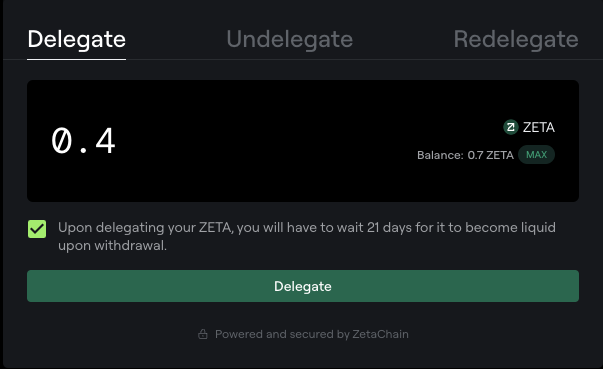 Delegate Undelegate Redelegate
0.4
ZETA
Balance: 0.7 ZETA MAX
Upon delegating your ZETA, you will have to wait 21 days for it to become liquid
upon withdrawal.
Delegate
Powered and secured by ZetaChain